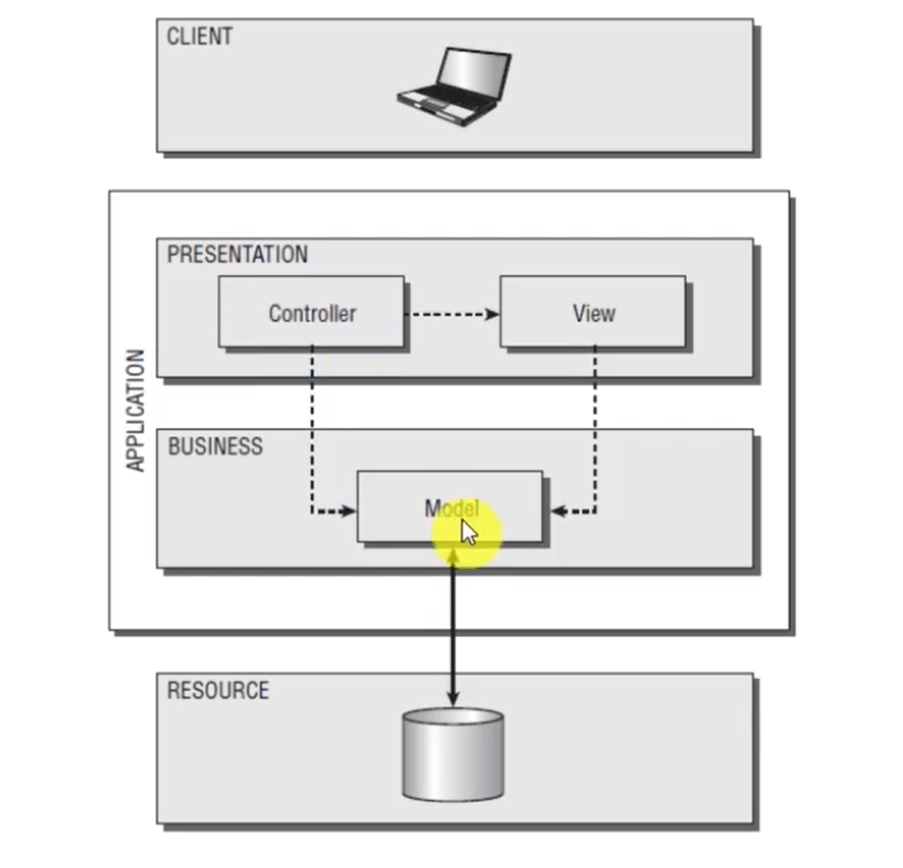 CLIENT
APPLICATION
PRESENTATION
Controller
View
BUSINESS
Model
RESOURCE